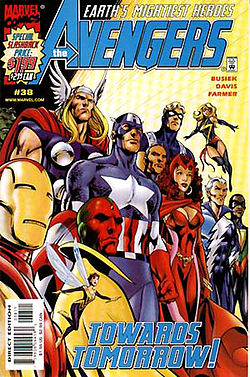 MARVEL COMICS
EARTH'S MIGHTIEST HEROES
the AVENGERS
SPECIAL
SLASHBACK
PRICE!
$1.99
#38
WWW.MARVEL.COM
BUSIEK
DAVIS
FARMER
DIRECT EDITION
TOWARDS
TOMORROW!